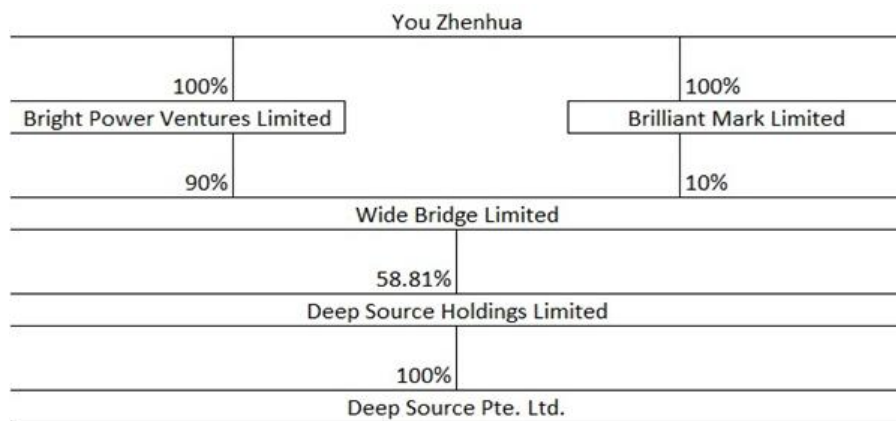 You Zhenhua
100% 100%
Bright Power Ventures Limited Brilliant Mark Limited
90% 10%
Wide Bridge Limited
58.81%
Deep Source Holdings Limited
100%
Deep Source Pte. Ltd.